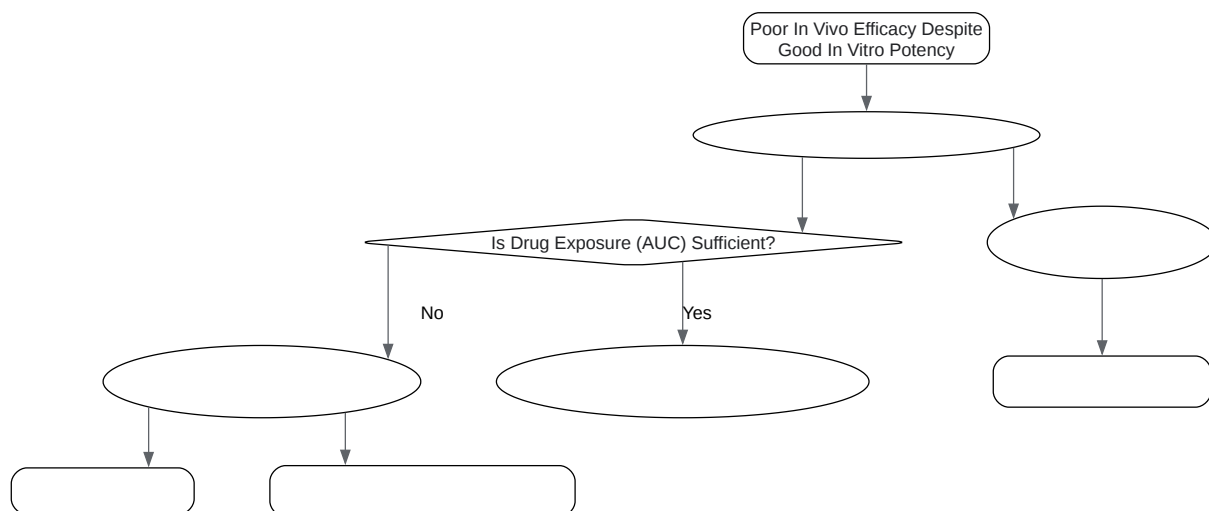 Poor In Vivo Efficacy Despite
Good In Vitro Potency
Is Drug Exposure (AUC) Sufficient?
No
Yes